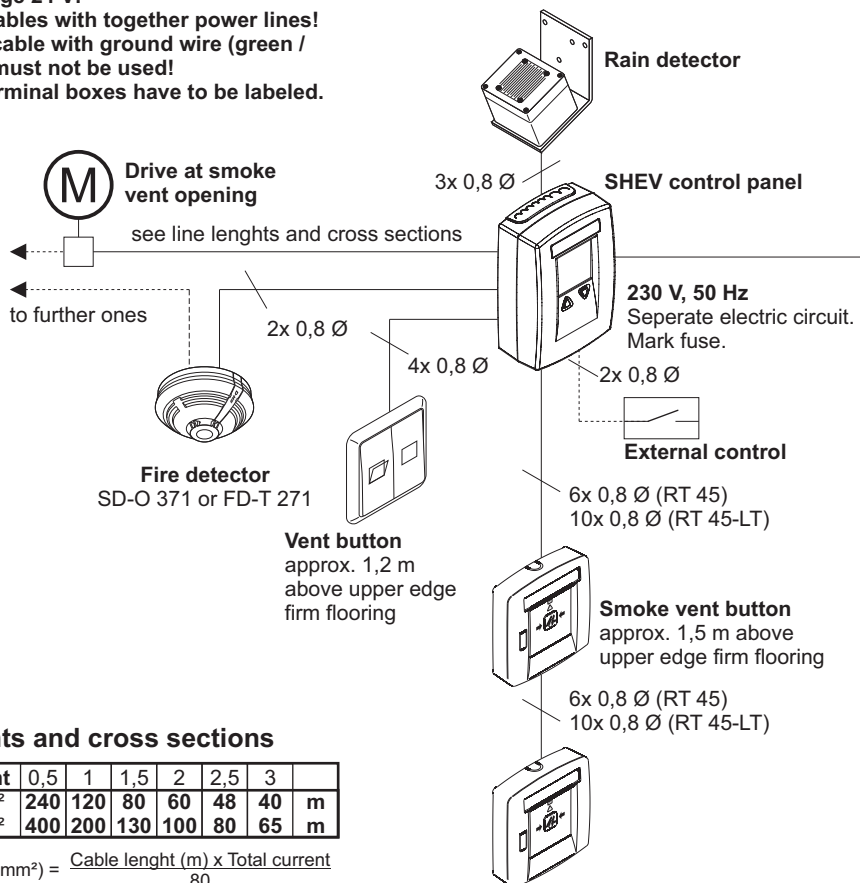 ables with together power lines!
cable with ground wire (green /
must not be used!
rminal boxes have to be labeled.
Rain detector
M
Drive at smoke
vent opening
3x 0,8 Ø
SHEV control panel
see line lenghts and cross sections
to further ones
2x 0,8 Ø
4x 0,8 Ø
230 V, 50 Hz
Seperate electric circuit.
Mark fuse.
2x 0,8 Ø
External control
Fire detector
SD-O 371 or FD-T 271
Vent button
approx. 1,2 m
above upper edge
firm flooring
6x 0,8 Ø (RT 45)
10x 0,8 Ø (RT 45-LT)
Smoke vent button
approx. 1,5 m above
upper edge firm flooring
6x 0,8 Ø (RT 45)
10x 0,8 Ø (RT 45-LT)
hts and cross sections
nt 0,5 1 1,5 2 2,5 3
² 240 120 80 60 48 40 m
² 400 200 130 100 80 65 m
mm²) = Cable lenght (m) x Total current
80